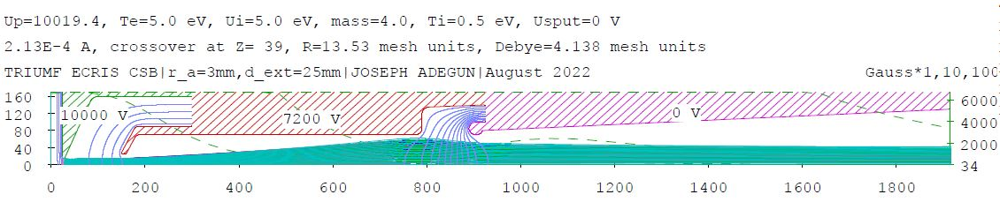 Up=10019.4, Te=5.0 eV, Ui=5.0 eV, mass=4.0, Ti=0.5 eV, Usput=0 V
2.13E-4 A, crossover at Z= 39, R=13.53 mesh units, Debye=4.138 mesh units
TRIUMF ECRIS CSB|r_a=3mm,d_ext=25mm|JOSEPH ADEGUN|August 2022 Gauss*1,10,100
160 6000
120 10000 V 7200 V 0 V 4000
80
40 2000
0 34
0 200 400 600 800 1000 1200 1400 1600 1800